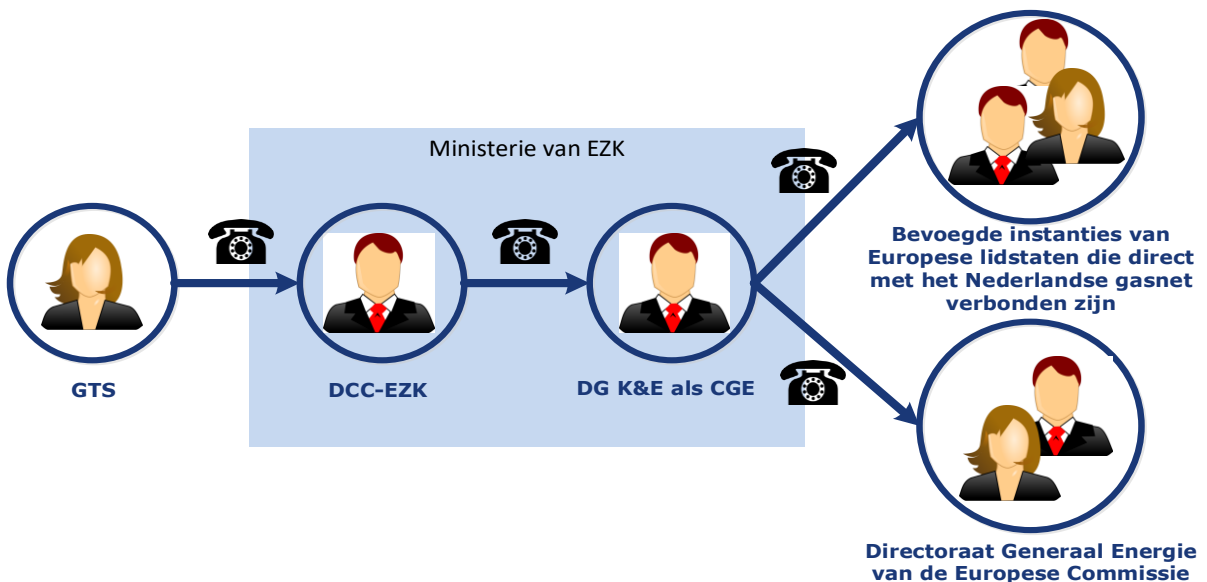 Ministerie van EZK
GTS
DCC-EZK
DG K&E als CGE
Bevoegde instanties van
Europese lidstaten die direct
met het Nederlandse gasnet
verbonden zijn
Directoraat Generaal Energie
van de Europese Commissie